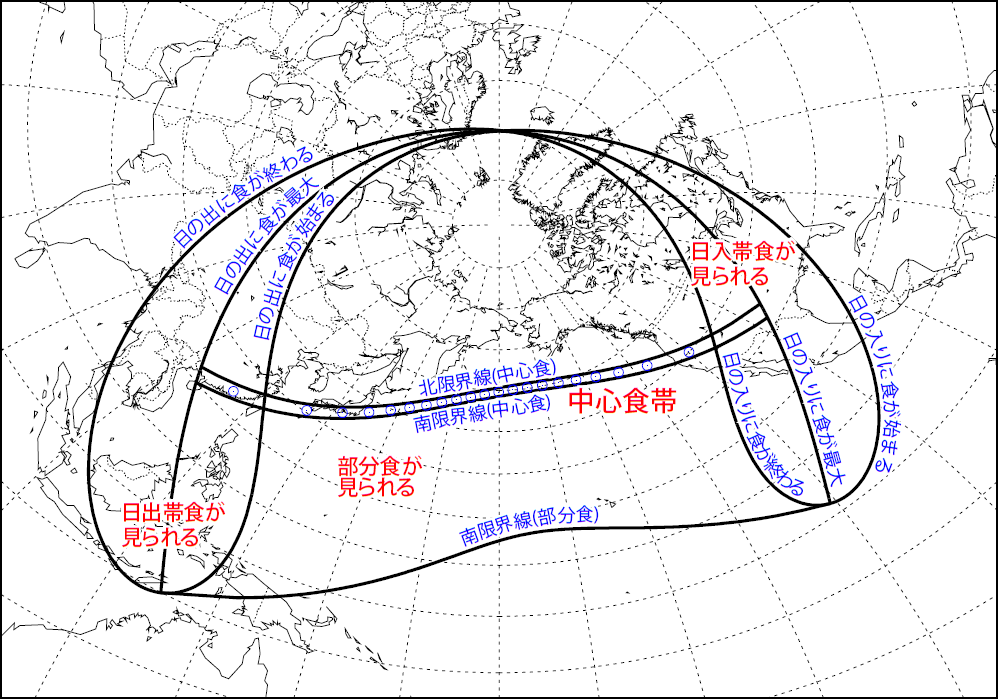 日の出に食が終わる
日の出に食が最大
日の出に食が始まる
日入帯食が
見られる
日の入りに食が始まる
日の入りに食が最大
日の入りに食が終わる
北限界線(中心食)
南限界線(中心食)
中心食帯
部分食が
見られる
日出帯食が
見られる
南限界線(部分食)